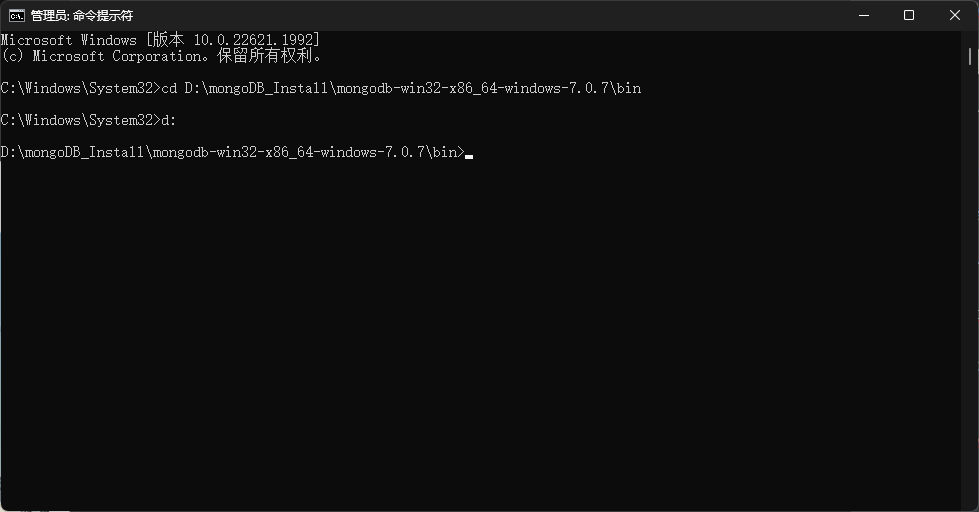 管理员: 命令提示符
Microsoft Windows [版本 10.0.22621.1992]
(c) Microsoft Corporation。保留所有权利。
C:\Windows\System32>cd D:\mongoDB_Install\mongodb-win32-x86_64-windows-7.0.7\bin
C:\Windows\System32>d:
D:\mongoDB_Install\mongodb-win32-x86_64-windows-7.0.7\bin>